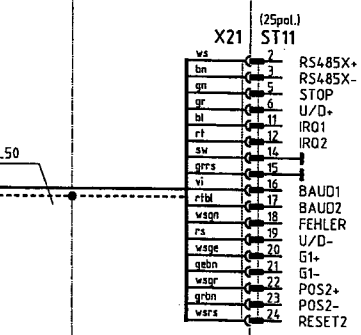 (25pol.)
X21 ST11
ws 2 RS485X+
bn 3 RS485X-
gn 5 STOP
gr 6 U/D+
bl 11 IRQ1
rt 12 IRQ2
sw 14
grrs 15
vi 16 BAUD1
rtbl 17 BAUD2
wsgn 18 FEHLER
rs 19 U/D-
wsge 20 G1+
gebn 21 G1-
wsgr 22 POS2+
grbn 23 POS2-
wsrs 24 RESET2
L50